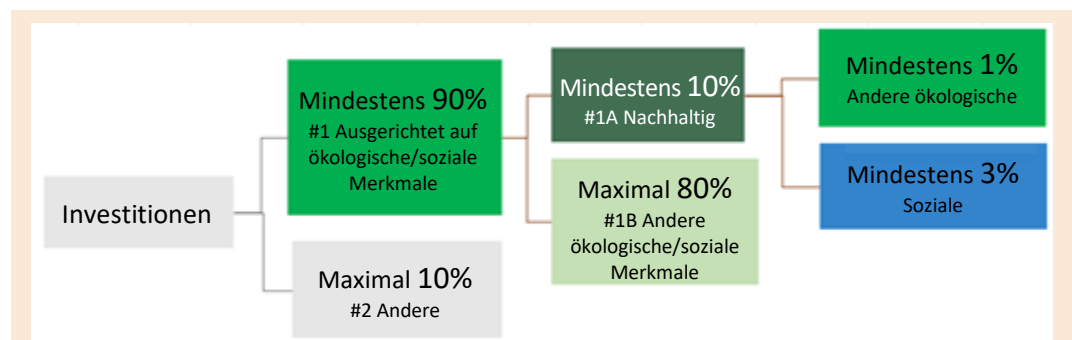 Investitionen
Mindestens 90%
#1 Ausgerichtet auf
ökologische/soziale
Merkmale
Maximal 10%
#2 Andere
Mindestens 10%
#1A Nachhaltig
Maximal 80%
#1B Andere
ökologische/soziale
Merkmale
Mindestens 1%
Andere ökologische
Mindestens 3%
Soziale